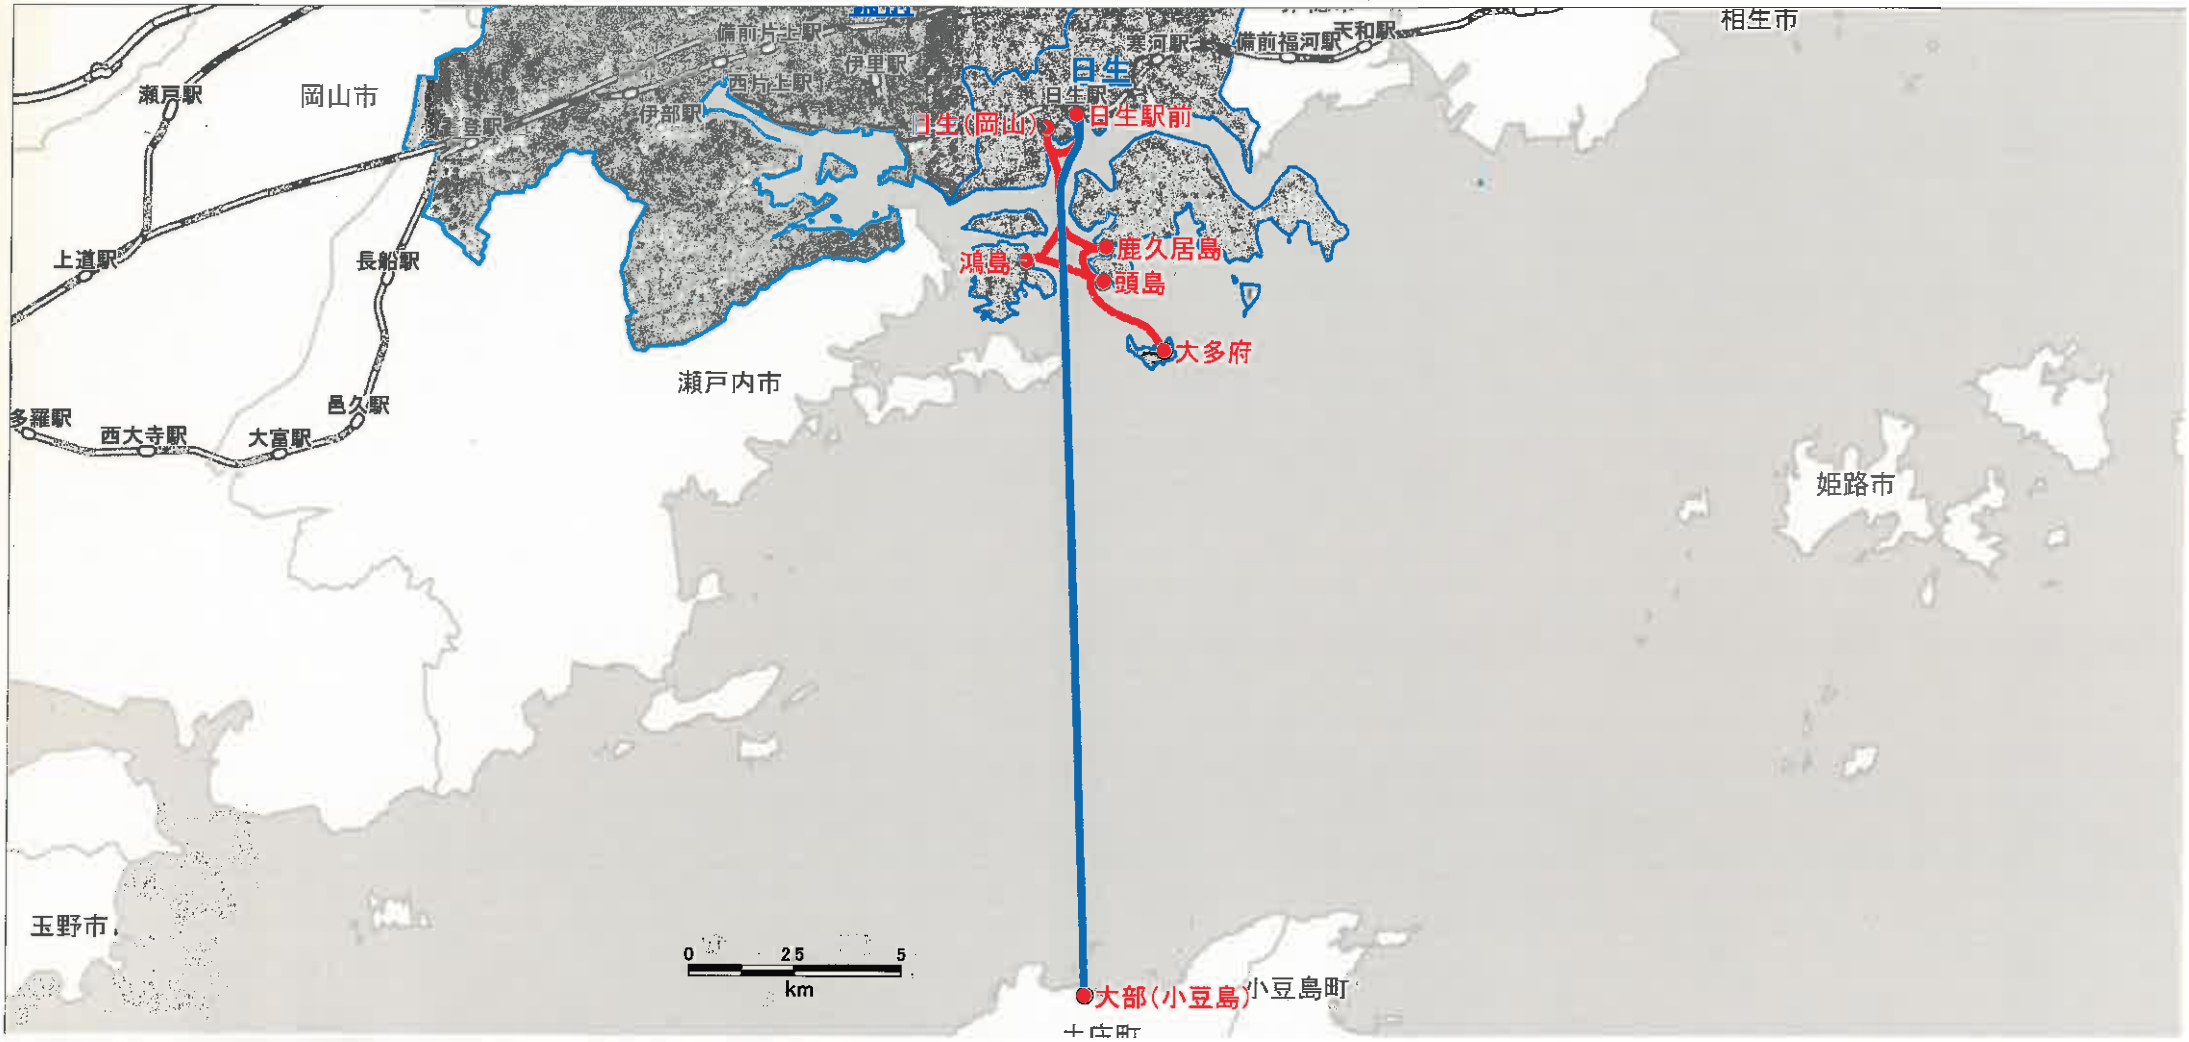 相生市
備前片上駅
天和駅
寒河駅
備前福河駅
伊里駅
日生
西片上駅
瀬戸駅
岡山市
日生駅
伊部駅
日生(岡山)
日生駅前
上道駅
長船駅
鹿久居島
鴻島
頭島
大多府
瀬戸内市
邑久駅
多羅駅
西大寺駅
大富駅
姫路市
玉野市
0 2.5 5
km
大部(小豆島)
小豆島町